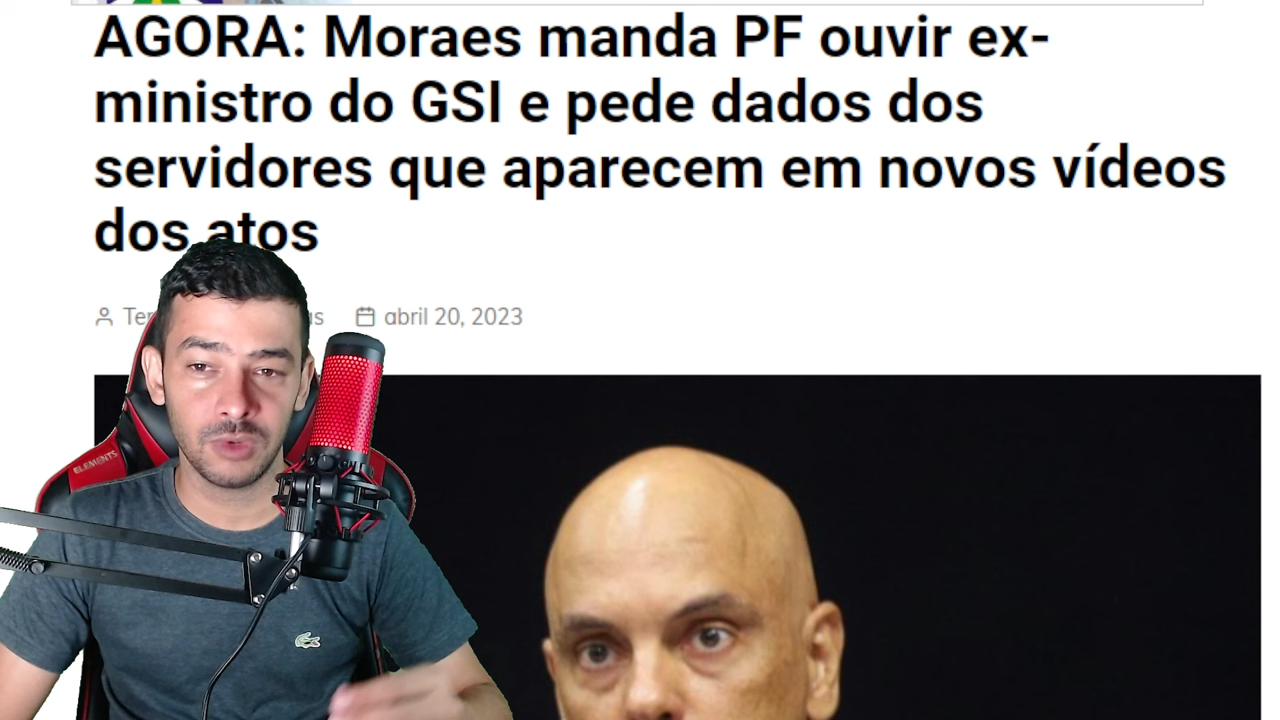 AGORA: Moraes manda PF ouvir ex-
ministro do GSI e pede dados dos
servidores que aparecem em novos vídeos
dos atos
abril 20, 2023
ELEMENTS